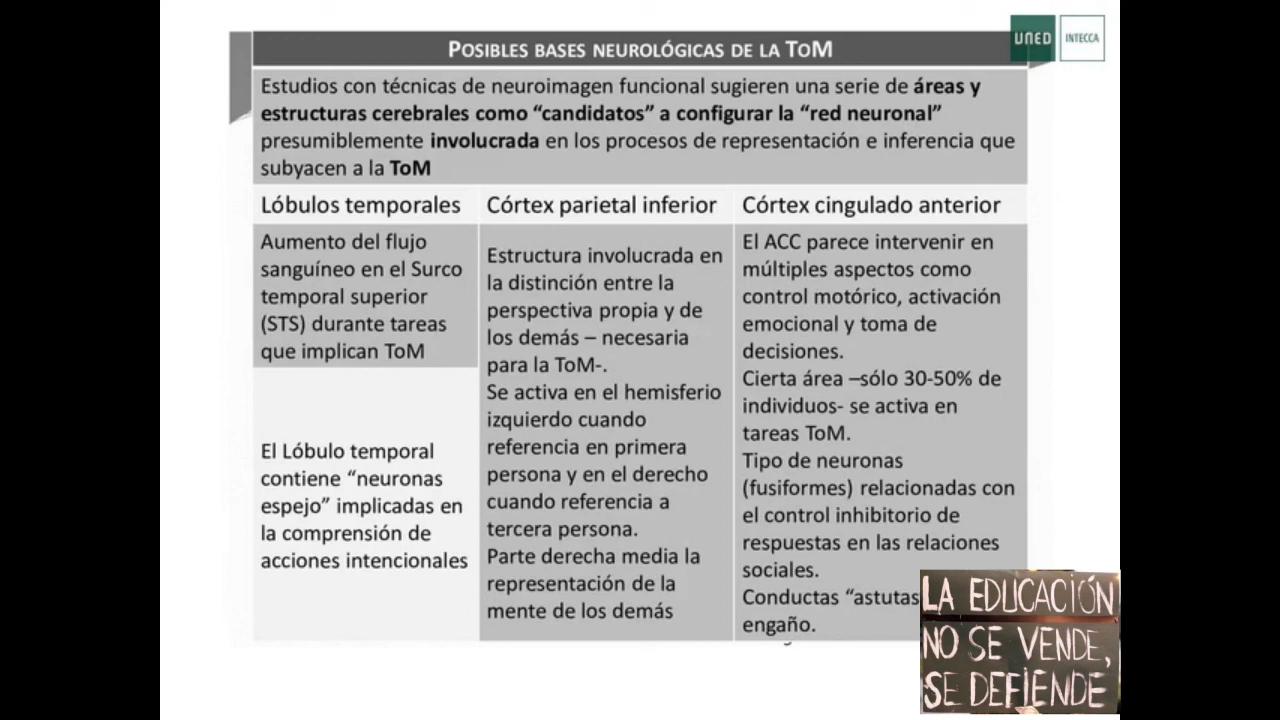 UNED
INTECCA
POSIBLES BASES NEUROLÓGICAS DE LA TOM
Estudios con técnicas de neuroimagen funcional sugieren una serie de áreas y
estructuras cerebrales como “candidatos” a configurar la “red neuronal”
presumiblemente involucrada en los procesos de representación e inferencia que
subyacen a la ToM
Lóbulos temporales
Aumento del flujo
sanguíneo en el Surco
temporal superior
(STS) durante tareas
que implican ToM
El Lóbulo temporal
contiene “neuronas
espejo” implicadas en
la comprensión de
acciones intencionales
Córtex parietal inferior
Estructura involucrada en
la distinción entre la
perspectiva propia y de
los demás – necesaria
para la ToM-.
Se activa en el hemisferio
izquierdo cuando
referencia en primera
persona y en el derecho
cuando referencia a
tercera persona.
Parte derecha media la
representación de la
mente de los demás
Córtex cingulado anterior
El ACC parece intervenir en
múltiples aspectos como
control motórico, activación
emocional y toma de
decisiones.
Cierta área –sólo 30-50% de
individuos- se activa en
tareas ToM.
Tipo de neuronas
(fusiformes) relacionadas con
el control inhibitorio de
respuestas en las relaciones
sociales.
Conductas “astutas
engaño.
LA EDUCACIÓN
NO SE VENDE,
SE DEFIENDE